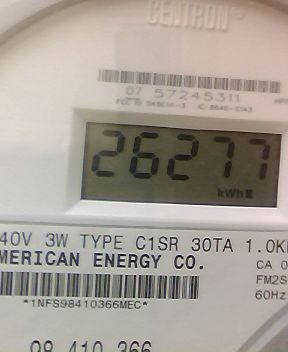 CENTRON®
07 57245311
26277
kWh
40V 3W TYPE C1SR 30TA 1.0K
MERICAN ENERGY CO.
CA 0
FM2S
60Hz
*1NFS98410366MEC*
98 410 366